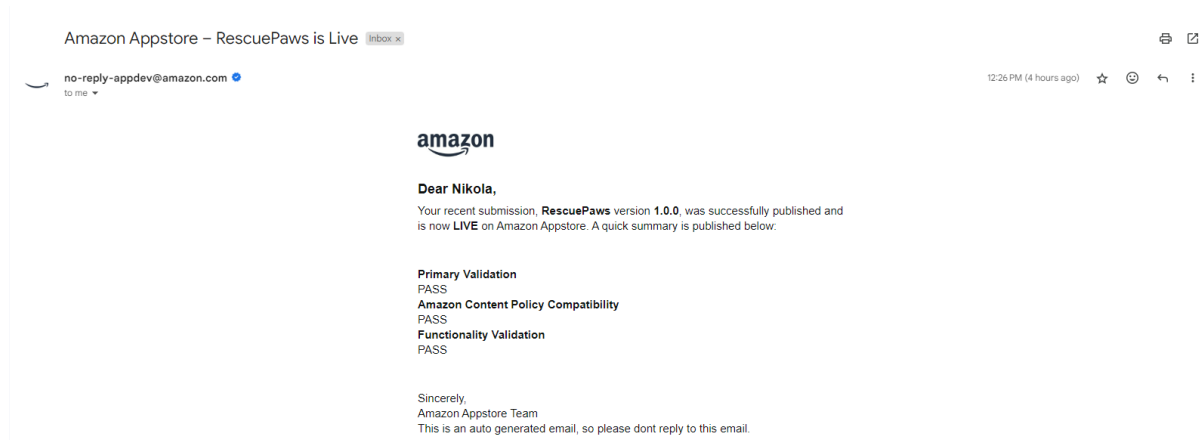 Amazon Appstore – RescuePaws is Live Inbox x
no-reply-appdev@amazon.com
12:26 PM (4 hours ago)
to me
amazon
Dear Nikola,
Your recent submission, RescuePaws version 1.0.0, was successfully published and
is now LIVE on Amazon Appstore. A quick summary is published below:
Primary Validation
PASS
Amazon Content Policy Compatibility
PASS
Functionality Validation
PASS
Sincerely,
Amazon Appstore Team
This is an auto generated email, so please dont reply to this email.